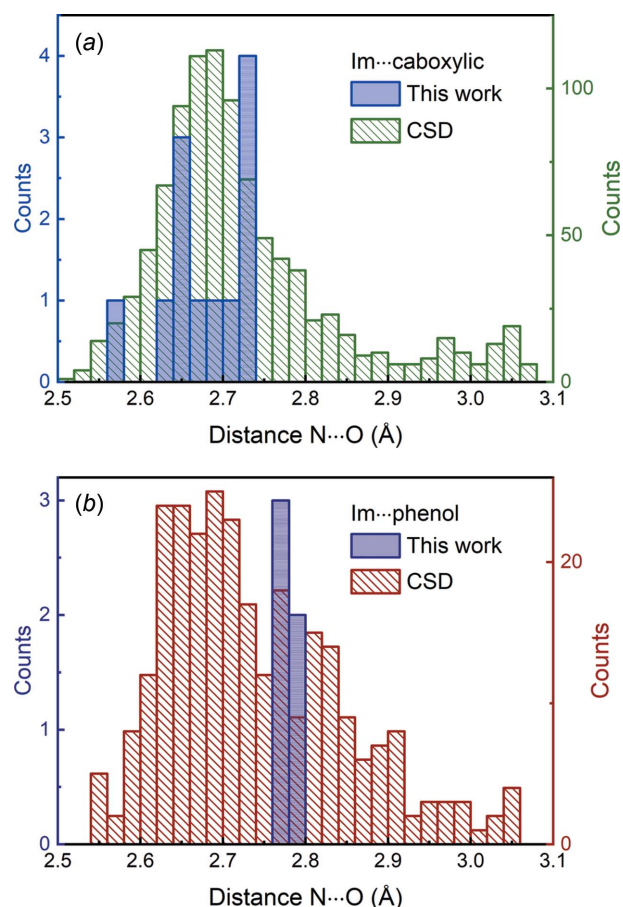 (a)
Im···caboxylic
This work
CSD
Counts
4
3
2
1
0
Counts
100
50
0
2.5 2.6 2.7 2.8 2.9 3.0 3.1
Distance N···O (Å)
(b)
Im···phenol
This work
CSD
Counts
3
2
1
0
Counts
20
0
2.5 2.6 2.7 2.8 2.9 3.0 3.1
Distance N···O (Å)